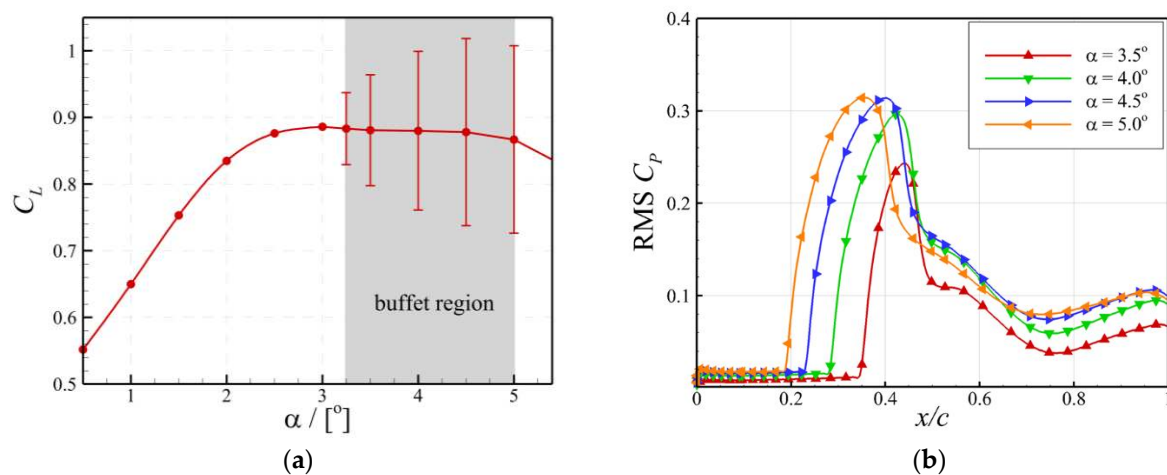 1
0.9
0.8
0.7
0.6
0.5
C_L
buffet region
1
2
3
4
5
α / [°]
(a)
0.4
0.3
0.2
0.1
RMS C_P
α = 3.5°
α = 4.0°
α = 4.5°
α = 5.0°
0
0.2
0.4
0.6
0.8
x/c
(b)